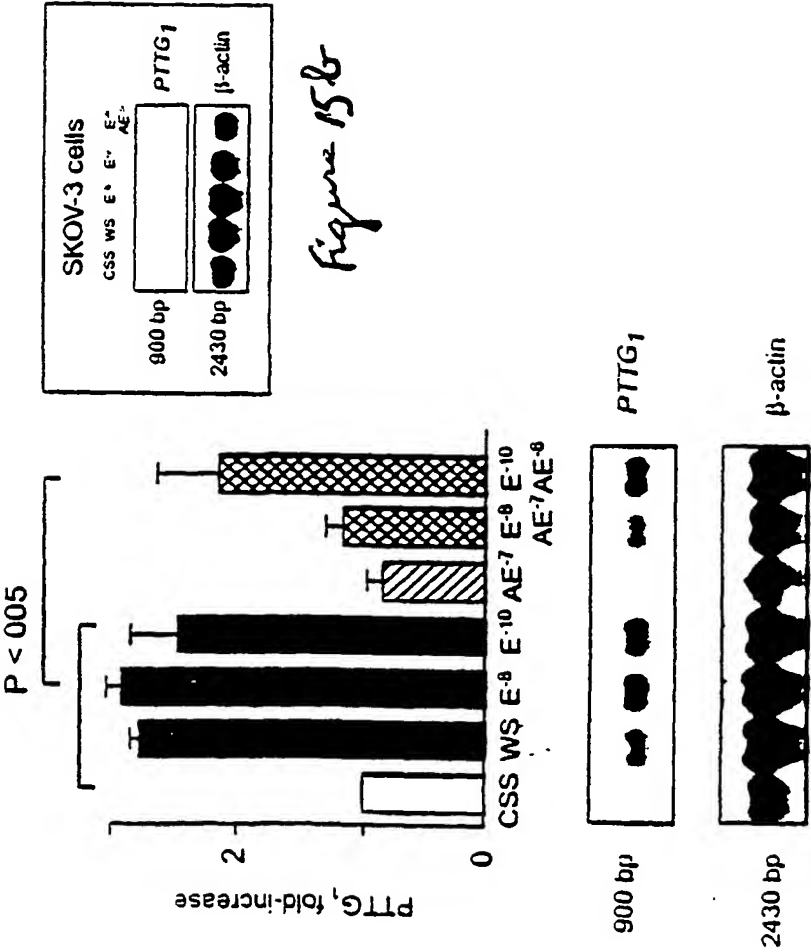 P < 005
PTTG1, fold-increase
2
0
CSS WS E-8 E-10 AE-7 E-8 E-10
AE-7 AE-8
900 bp PTTG1
2430 bp β-actin
SKOV-3 cells
CSS WS
900 bp PTTG1
2430 bp β-actin
Figure 15b